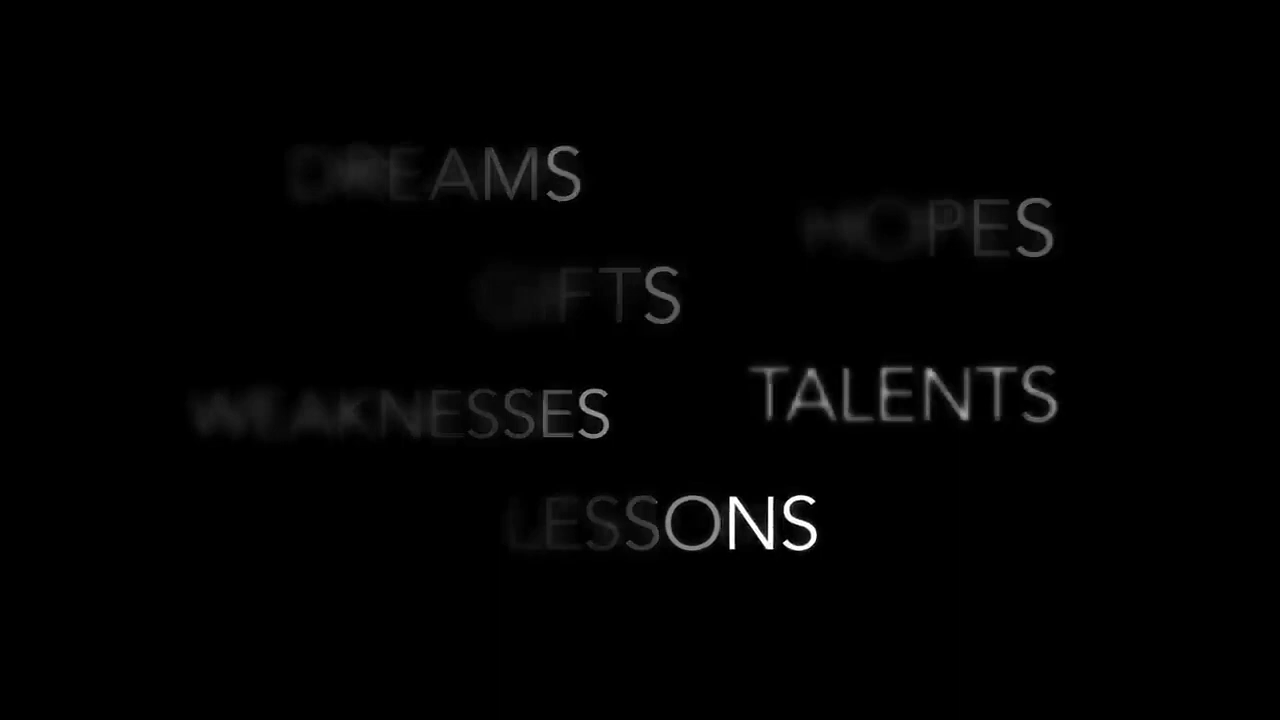 DREAMS
HOPES
GIFTS
TALENTS
WEAKNESSES
LESSONS